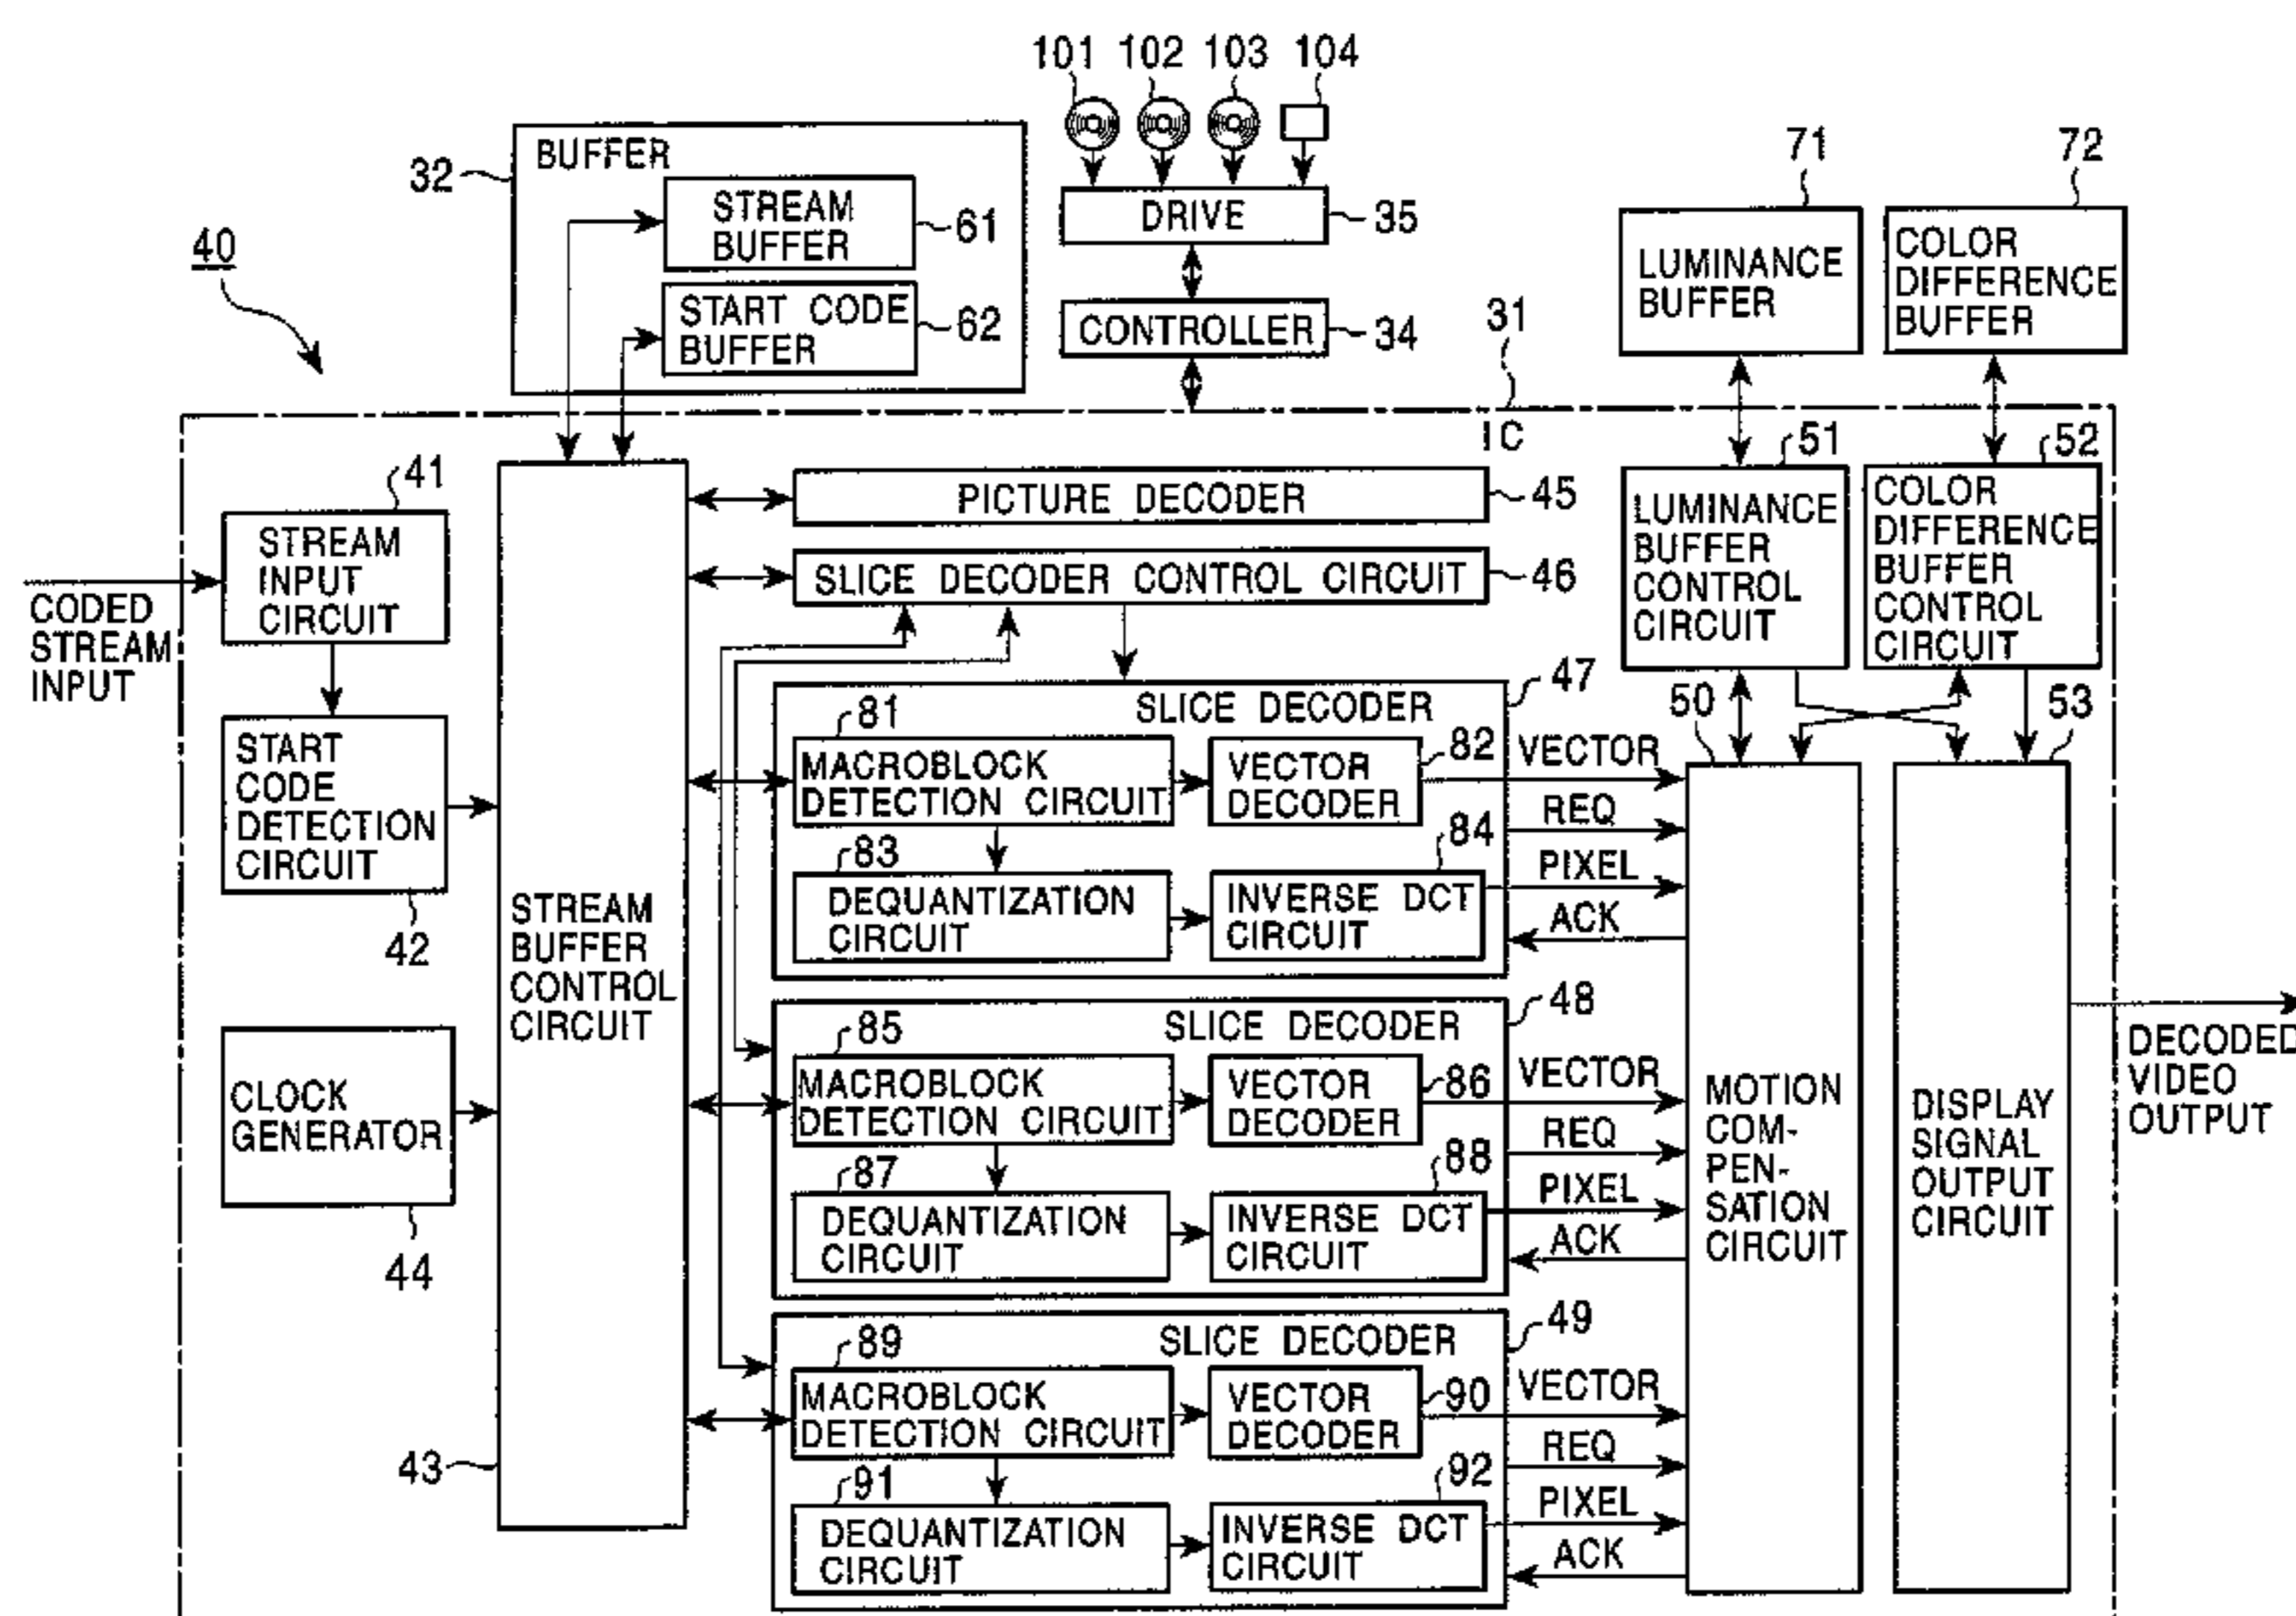 101 102 103 104
BUFFER
32
STREAM
BUFFER
61
START CODE
BUFFER
62
DRIVE
35
CONTROLLER
34
40
71
LUMINANCE
BUFFER
72
COLOR
DIFFERENCE
BUFFER
31
IC
41
STREAM
INPUT
CIRCUIT
CODED
STREAM
INPUT
START
CODE
DETECTION
CIRCUIT
42
CLOCK
GENERATOR
44
STREAM
BUFFER
CONTROL
CIRCUIT
43
PICTURE DECODER
45
SLICE DECODER CONTROL CIRCUIT
46
51
LUMINANCE
BUFFER
CONTROL
CIRCUIT
52
COLOR
DIFFERENCE
BUFFER
CONTROL
CIRCUIT
SLICE DECODER
47
81
MACROBLOCK
DETECTION CIRCUIT
VECTOR
DECODER
82
83
DEQUANTIZATION
CIRCUIT
84
INVERSE DCT
CIRCUIT
VECTOR
REQ
PIXEL
ACK
SLICE DECODER
48
85
MACROBLOCK
DETECTION CIRCUIT
VECTOR
DECODER
86
87
DEQUANTIZATION
CIRCUIT
88
INVERSE DCT
CIRCUIT
VECTOR
REQ
PIXEL
ACK
SLICE DECODER
49
89
MACROBLOCK
DETECTION CIRCUIT
VECTOR
DECODER
90
91
DEQUANTIZATION
CIRCUIT
92
INVERSE DCT
CIRCUIT
VECTOR
REQ
PIXEL
ACK
50
MOTION
COM-
PEN-
SATION
CIRCUIT
53
DISPLAY
SIGNAL
OUTPUT
CIRCUIT
DECODED
VIDEO
OUTPUT